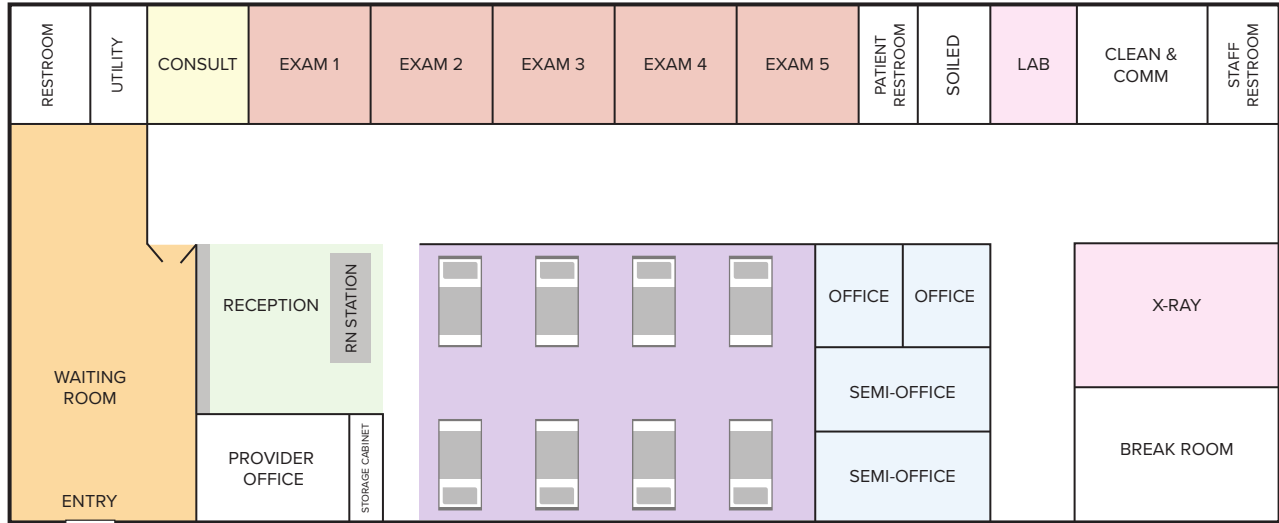 RESTROOM
UTILITY
CONSULT
EXAM 1
EXAM 2
EXAM 3
EXAM 4
EXAM 5
PATIENT
RESTROOM
SOILED
LAB
CLEAN &
COMM
STAFF
RESTROOM
RECEPTION
RN STATION
OFFICE
OFFICE
X-RAY
WAITING
ROOM
SEMI-OFFICE
PROVIDER
OFFICE
STORAGE CABINET
SEMI-OFFICE
BREAK ROOM
ENTRY